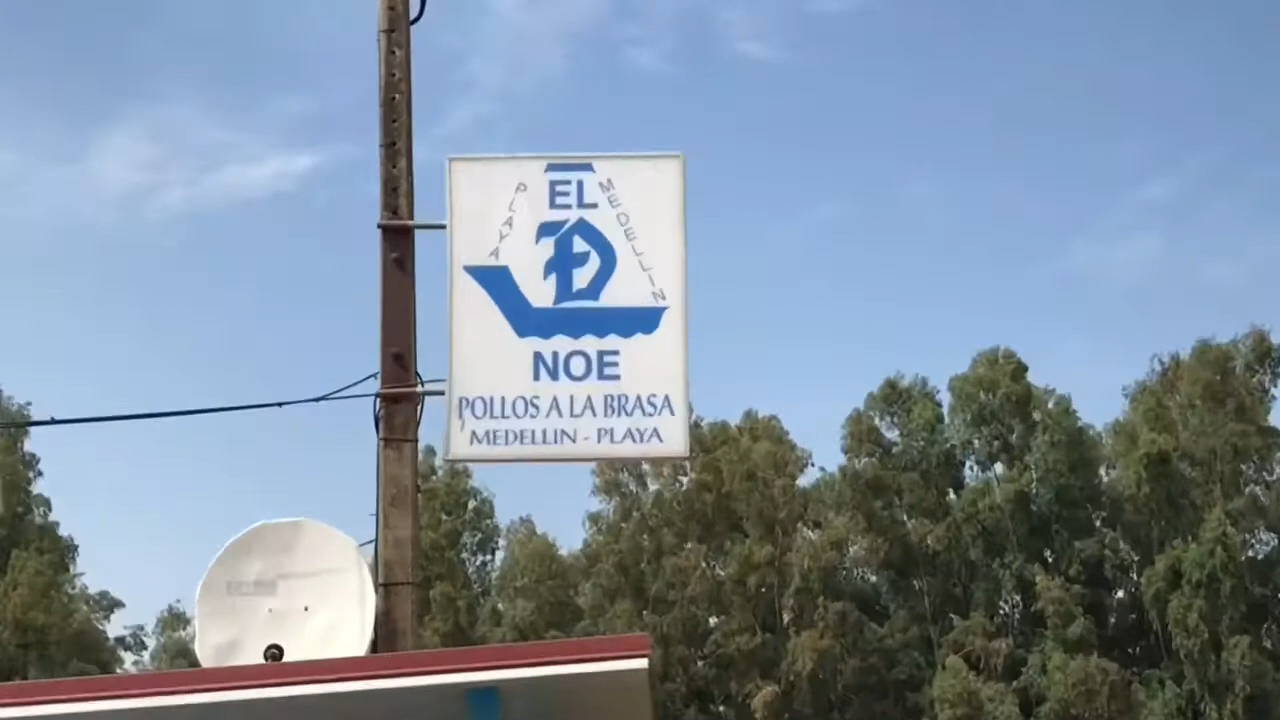 EL
PLAYA
MEDELLIN
D
NOE
POLLOS A LA BRASA
MEDELLIN - PLAYA